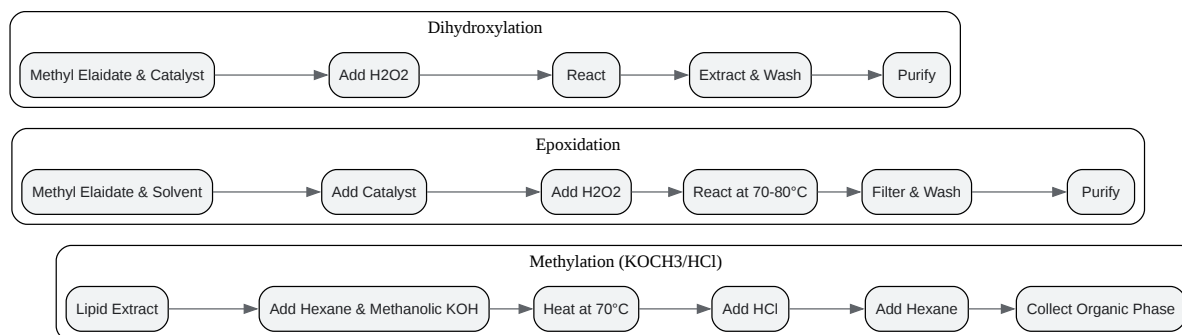 Dihydroxylation
Methyl Elaidate & Catalyst
Add H2O2
React
Extract & Wash
Purify
Epoxidation
Methyl Elaidate & Solvent
Add Catalyst
Add H2O2
React at 70-80°C
Filter & Wash
Purify
Methylation (KOCH3/HCl)
Lipid Extract
Add Hexane & Methanolic KOH
Heat at 70°C
Add HCl
Add Hexane
Collect Organic Phase